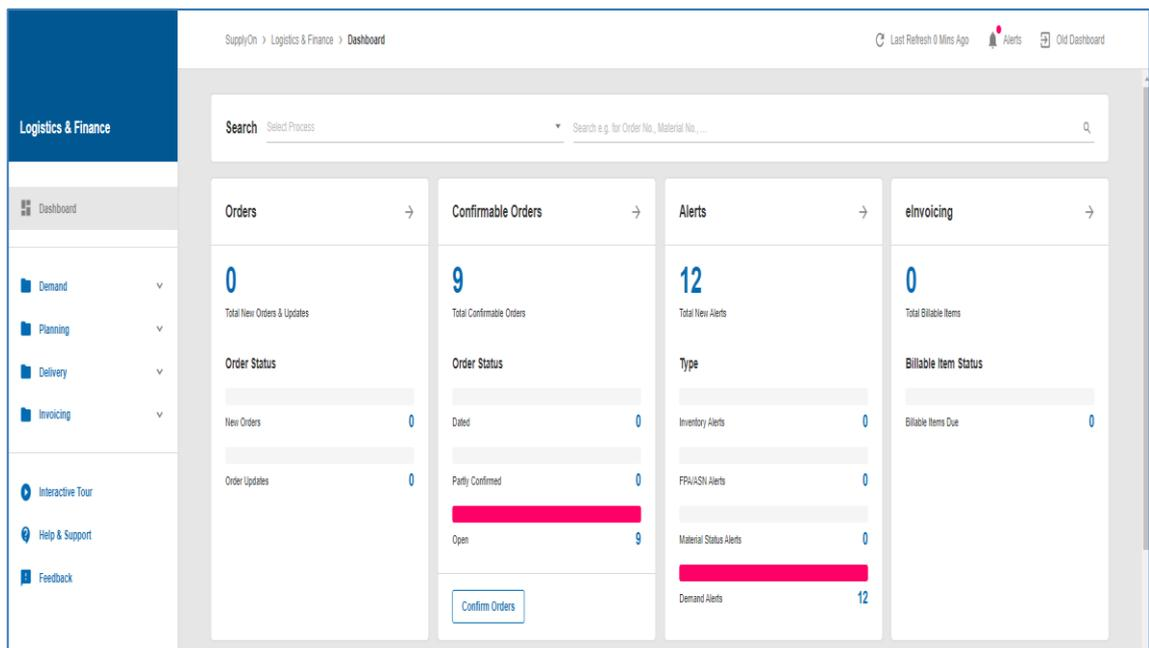 SupplyOn > Logistics & Finance > Dashboard
Last Refresh 0 Mins Ago
Alerts
Old Dashboard
Logistics & Finance
Dashboard
Demand
Planning
Delivery
Invoicing
Interactive Tour
Help & Support
Feedback
Search Select Process
Search e.g. for Order No., Material No., ...
Orders
0
Total New Orders & Updates
Order Status
New Orders 0
Order Updates 0
Confirmable Orders
9
Total Confirmable Orders
Order Status
Dated 0
Partly Confirmed 0
Open 9
Confirm Orders
Alerts
12
Total New Alerts
Type
Inventory Alerts 0
FPA/ASN Alerts 0
Material Status Alerts 0
Demand Alerts 12
eInvoicing
0
Total Billable Items
Billable Item Status
Billable Items Due 0